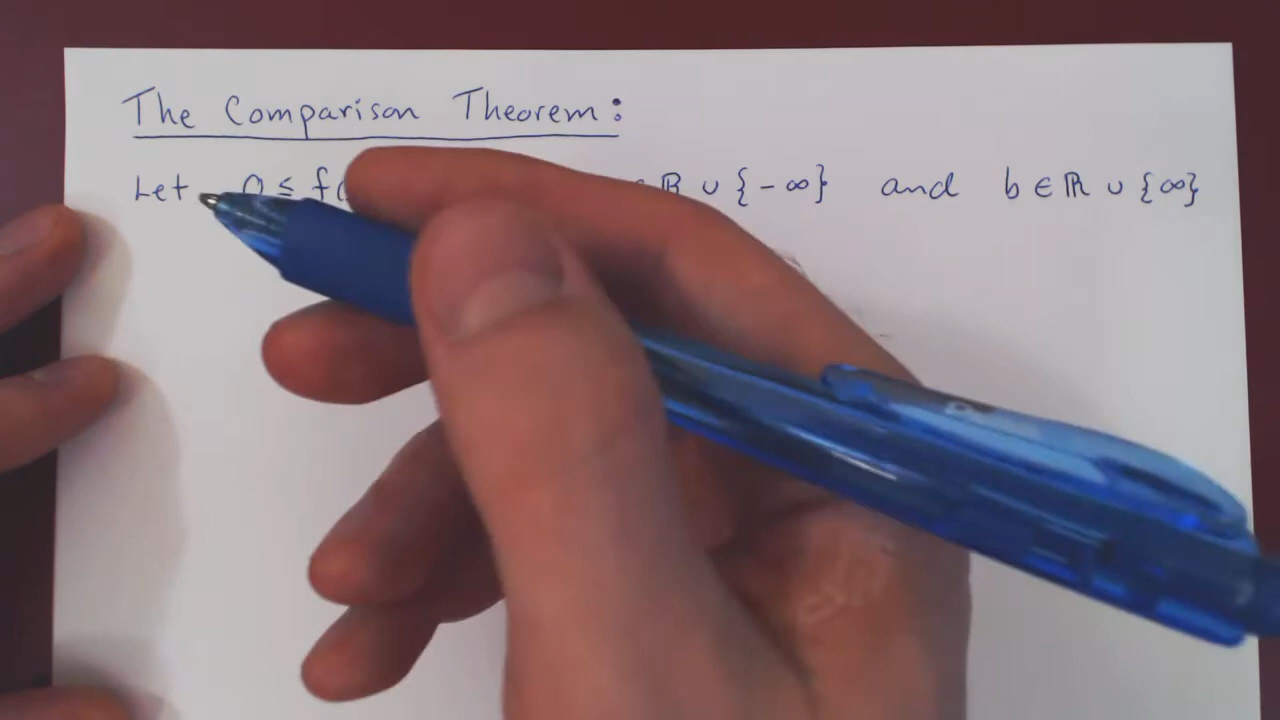 The Comparison Theorem:
Let 0 ≤ f ℝ ∪ {-∞} and b ∈ ℝ ∪ {∞}